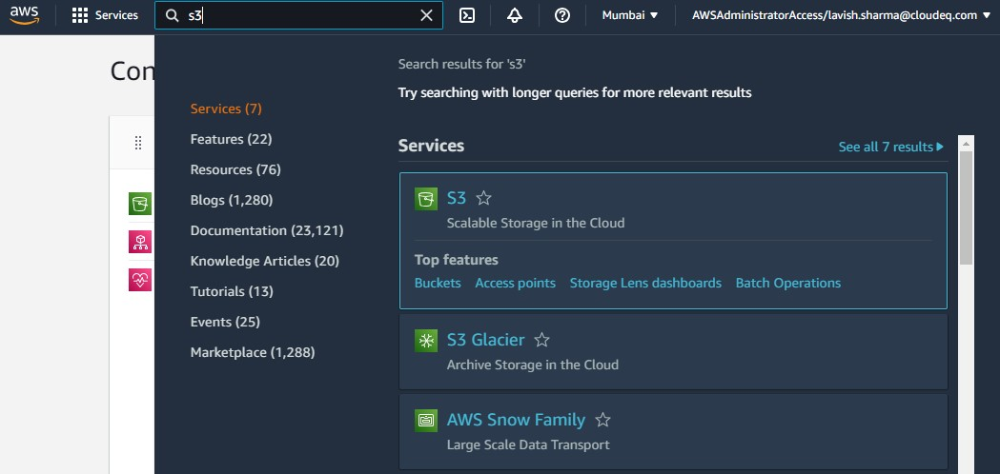 aws
Services
s3
Mumbai
AWSAdministratorAccess/lavish.sharma@cloudeq.com
Con
Search results for 's3'
Try searching with longer queries for more relevant results
Services (7)
Features (22)
Resources (76)
Blogs (1,280)
Documentation (23,121)
Knowledge Articles (20)
Tutorials (13)
Events (25)
Marketplace (1,288)
Services
See all 7 results
S3
Scalable Storage in the Cloud
Top features
Buckets Access points Storage Lens dashboards Batch Operations
S3 Glacier
Archive Storage in the Cloud
AWS Snow Family
Large Scale Data Transport